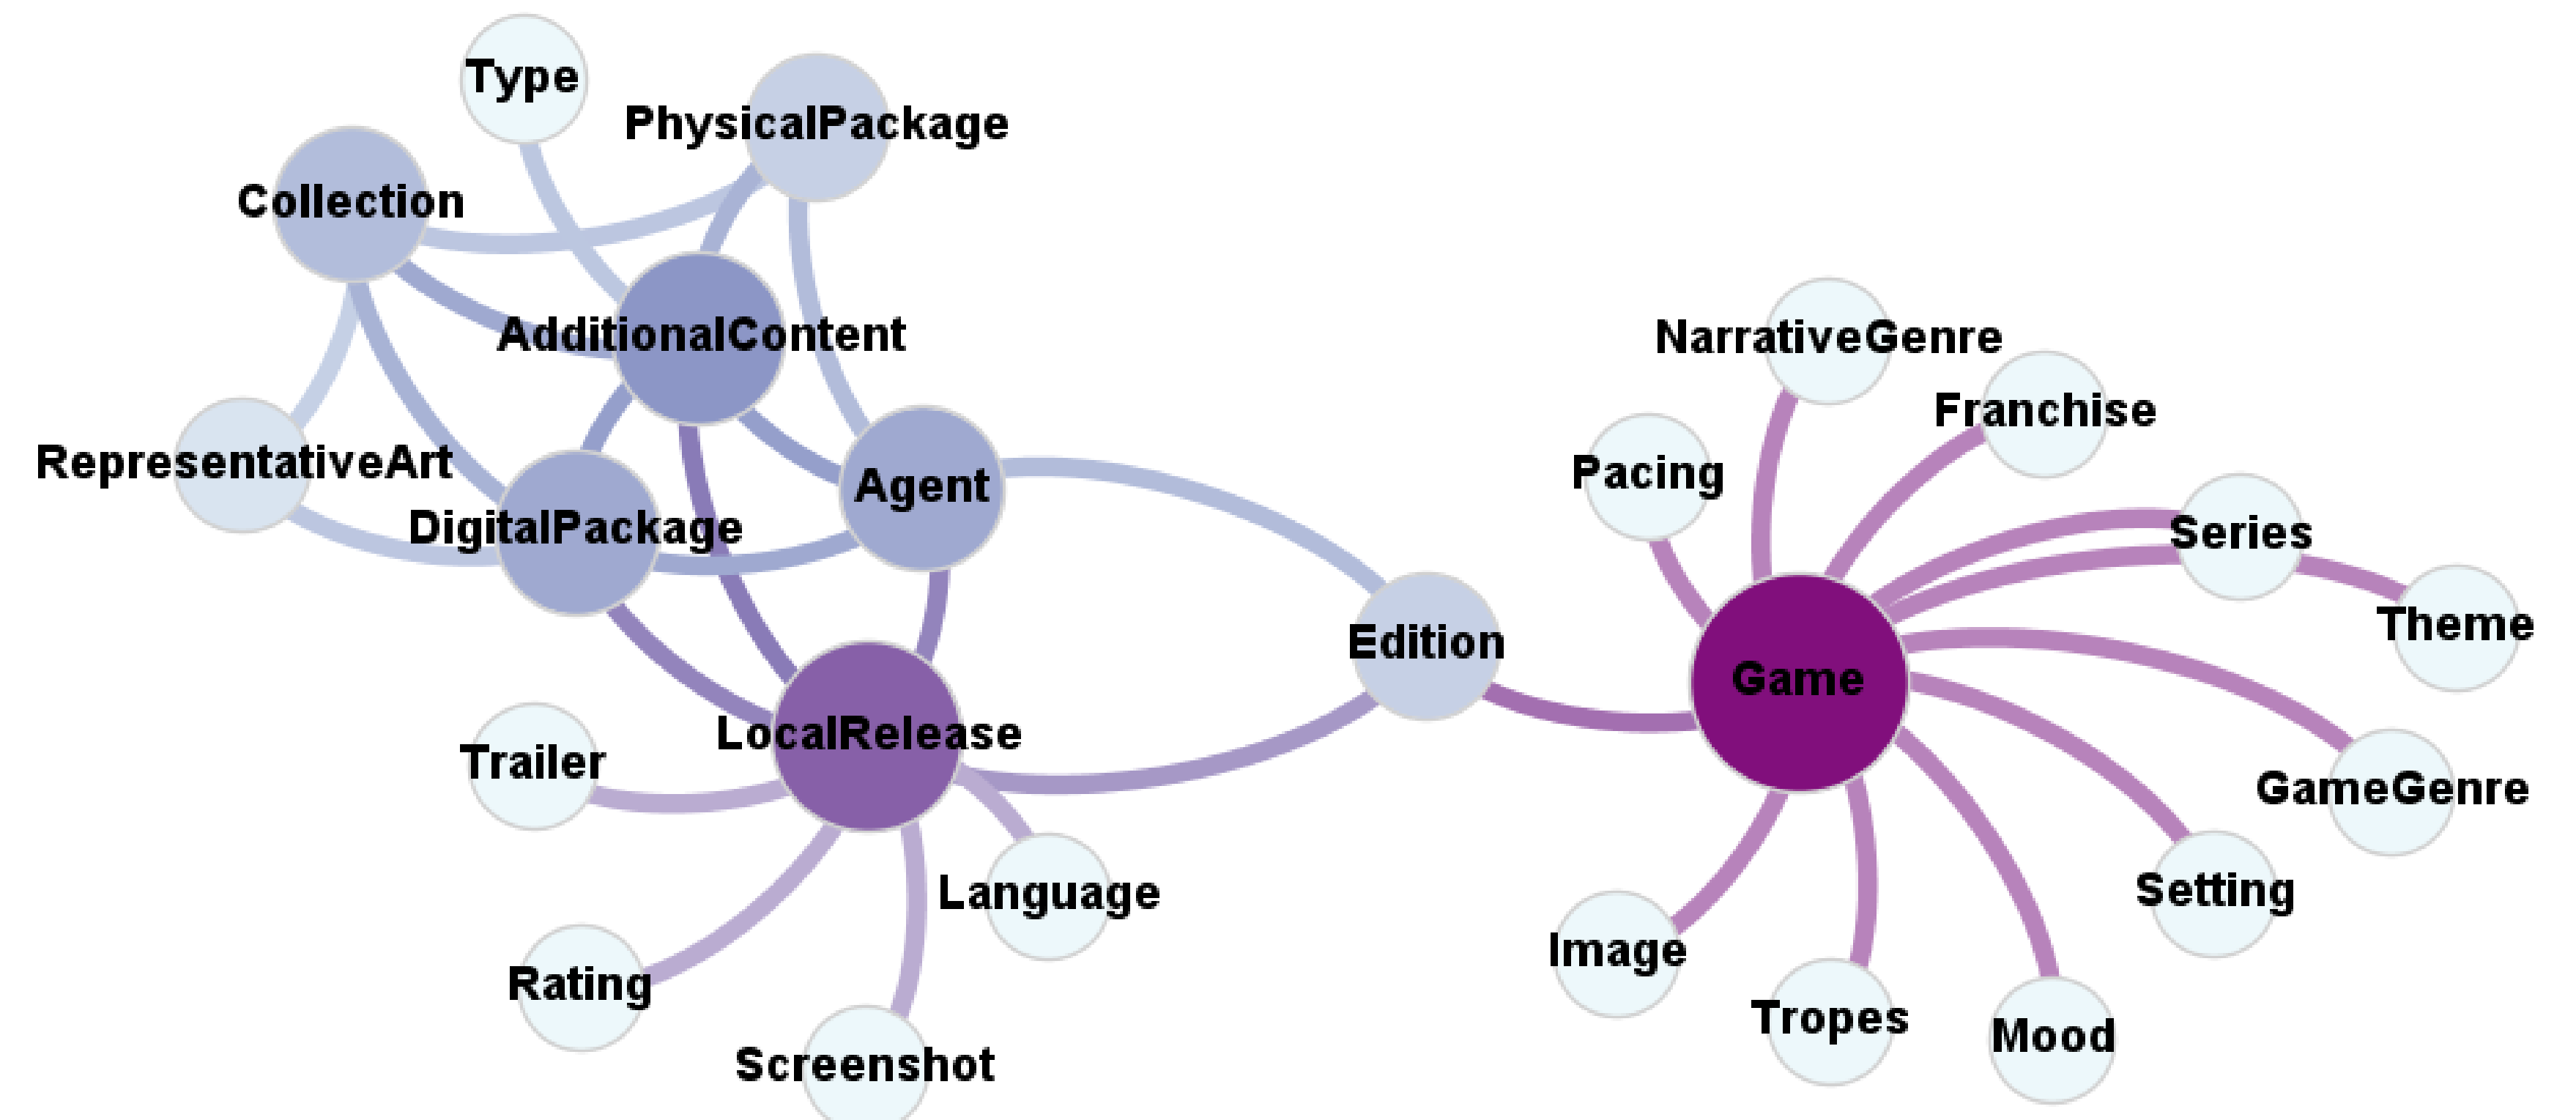 Type
PhysicalPackage
Collection
AdditionalContent
NarrativeGenre
Franchise
RepresentativeArt
Pacing
Agent
DigitalPackage
Series
Edition
Theme
Game
LocalRelease
Trailer
GameGenre
Language
Setting
Image
Rating
Tropes
Mood
Screenshot